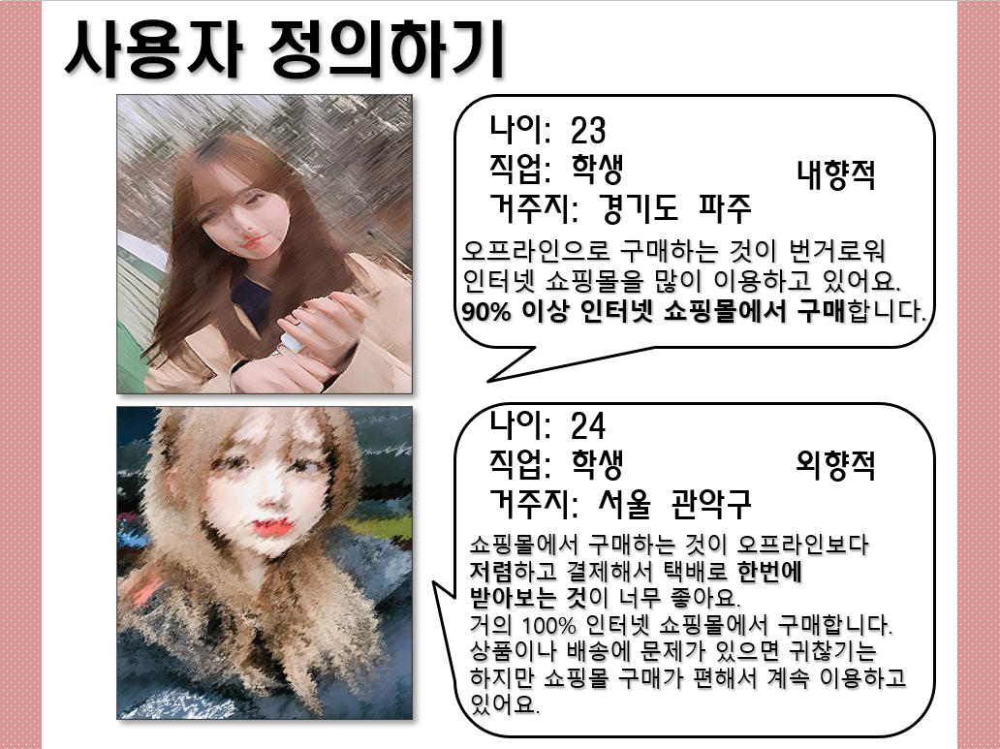 사용자 정의하기
나이: 23
직업: 학생
내향적
거주지: 경기도 파주
오프라인으로 구매하는 것이 번거로워
인터넷 쇼핑몰을 많이 이용하고 있어요.
90% 이상 인터넷 쇼핑몰에서 구매합니다.
나이: 24
직업: 학생
외향적
거주지: 서울 관악구
쇼핑몰에서 구매하는 것이 오프라인보다
저렴하고 결제해서 택배로 한번에
받아보는 것이 너무 좋아요.
거의 100% 인터넷 쇼핑몰에서 구매합니다.
상품이나 배송에 문제가 있으면 귀찮기는
하지만 쇼핑몰 구매가 편해서 계속 이용하고
있어요.